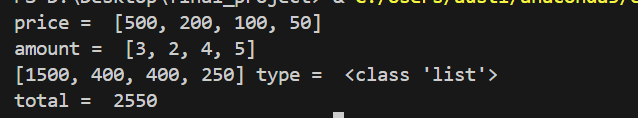 price =  [500, 200, 100, 50]
amount =  [3, 2, 4, 5]
[1500, 400, 400, 250] type =  <class 'list'>
total =  2550